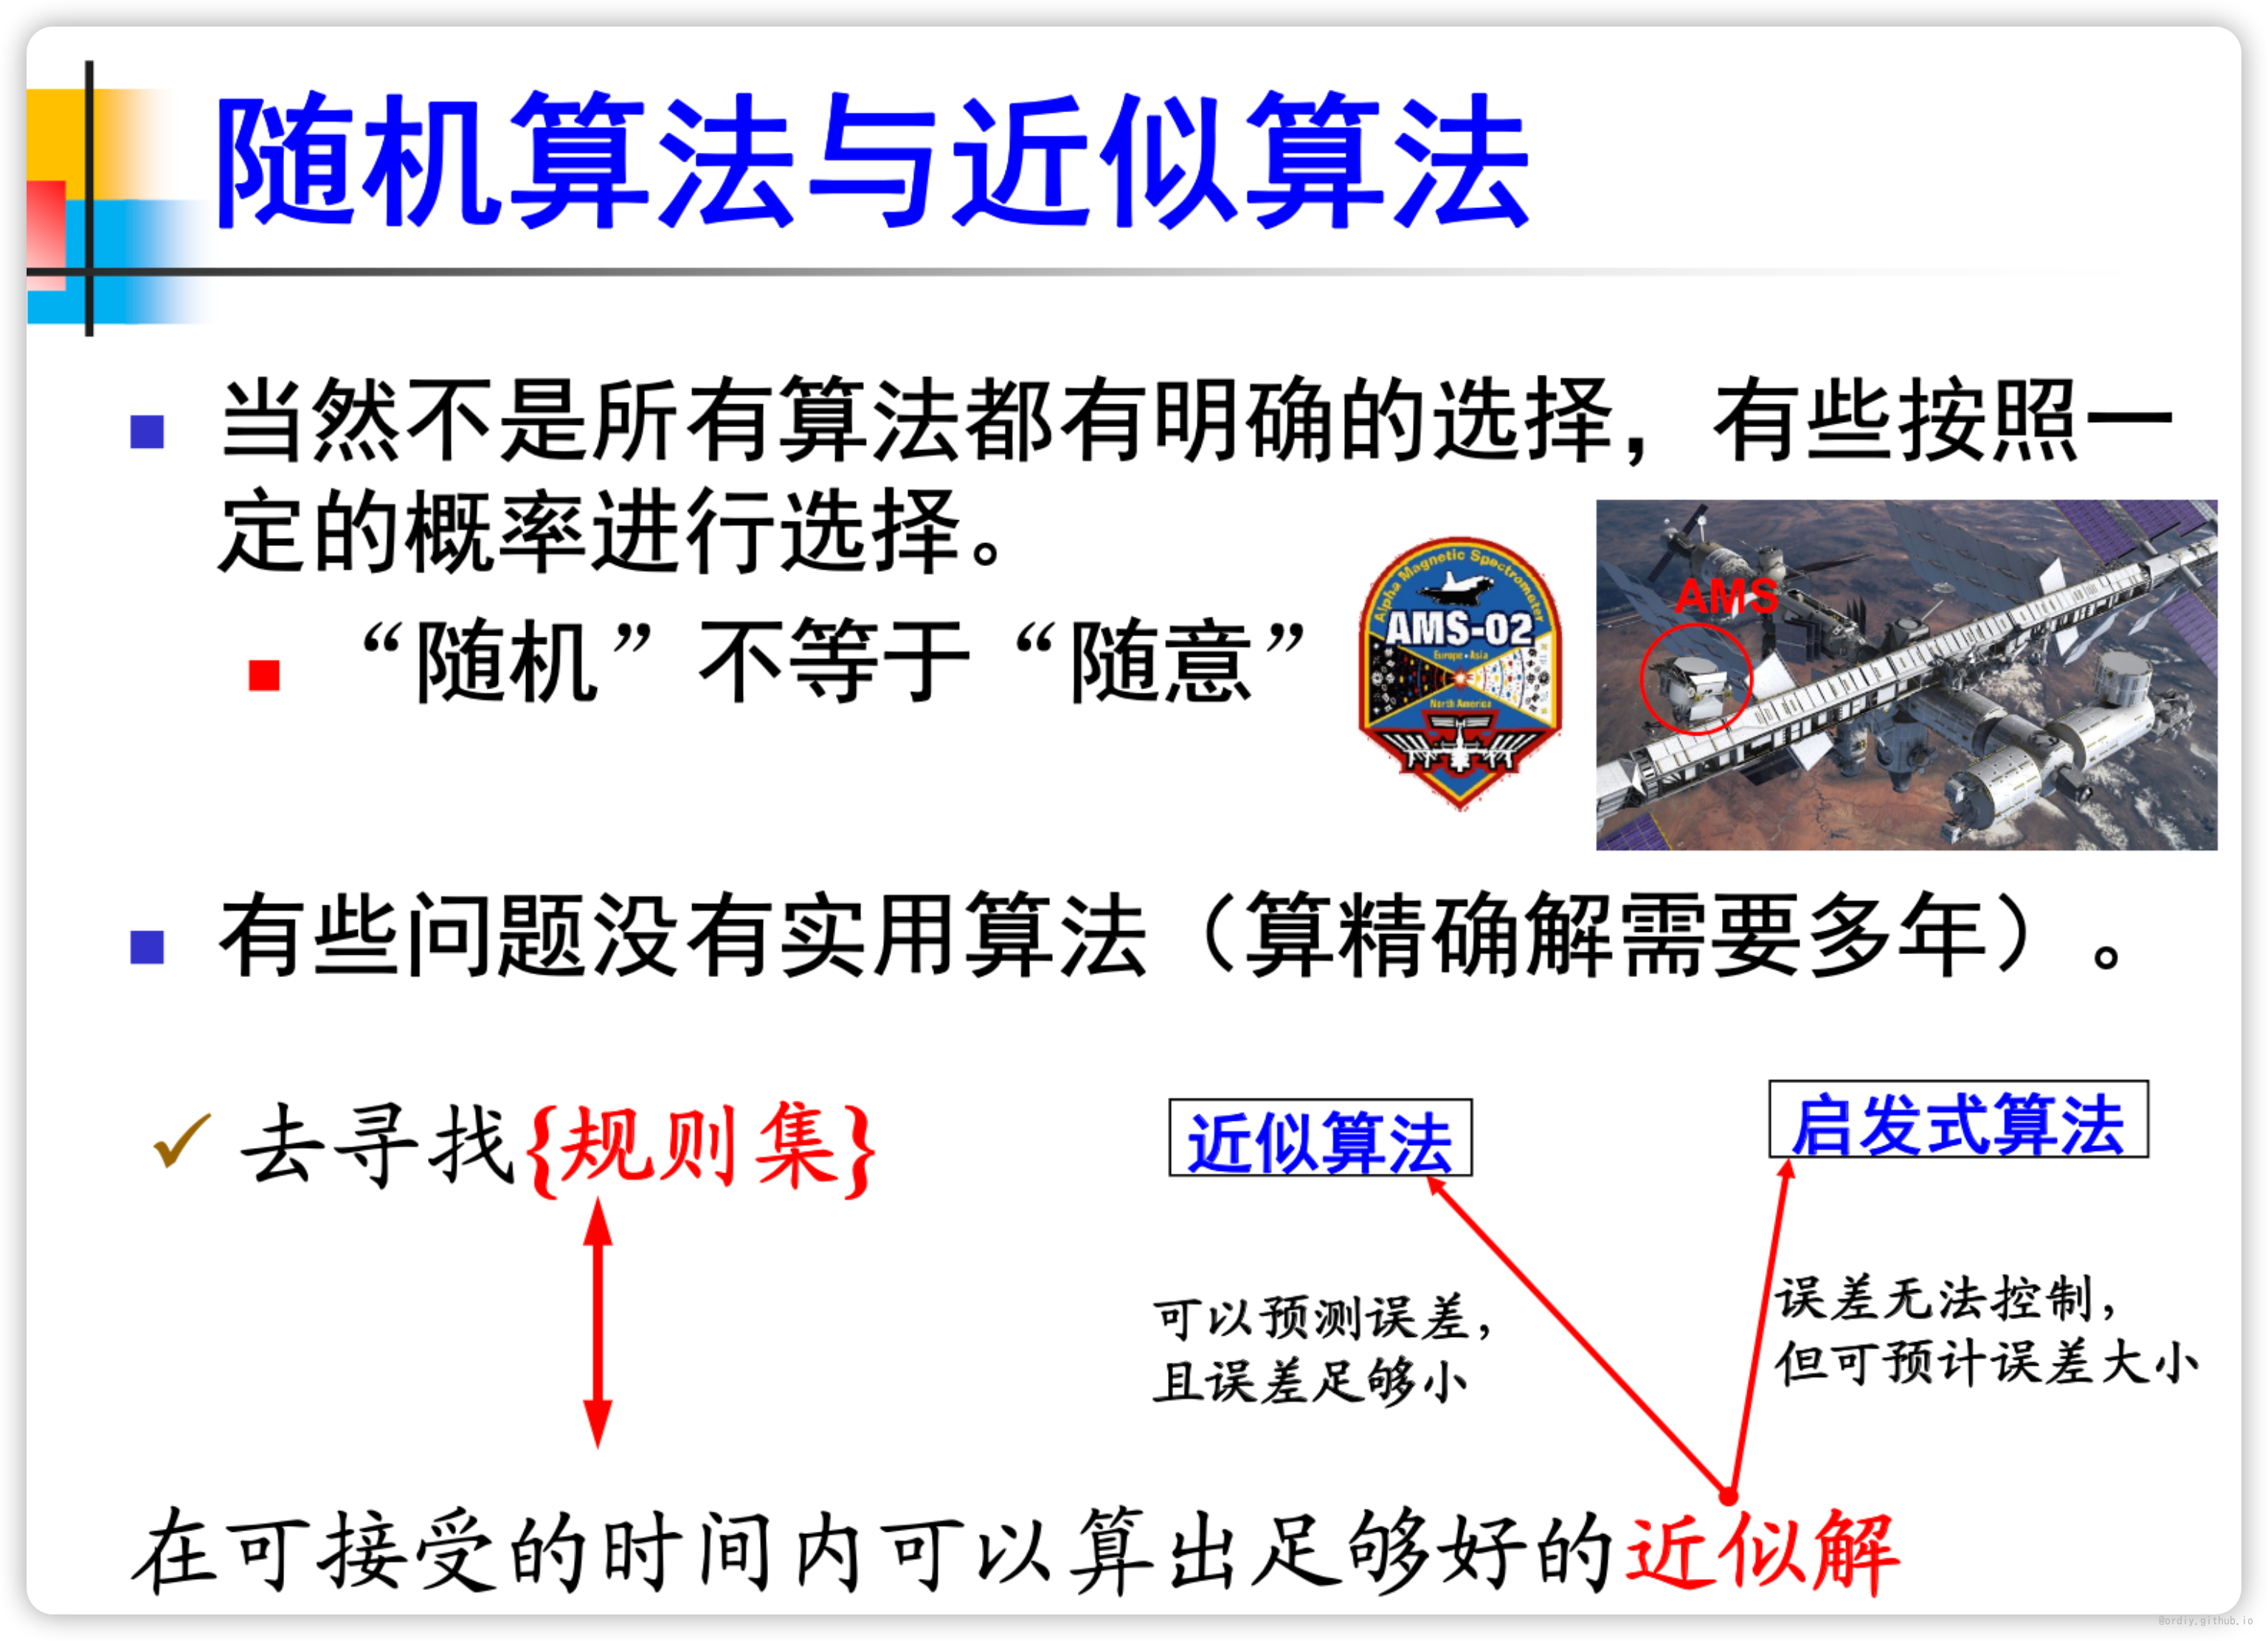 随机算法与近似算法
当然不是所有算法都有明确的选择，有些按照一
定的概率进行选择。
“随机”不等于“随意”
Alpha Magnetic Spectrometer
AMS-02
Europe • Asia
North America
AMS
有些问题没有实用算法（算精确解需要多年）。
去寻找{规则集}
近似算法
启发式算法
可以预测误差，
且误差足够小
误差无法控制，
但可预计误差大小
在可接受的时间内可以算出足够好的近似解
@ordiy.github.io